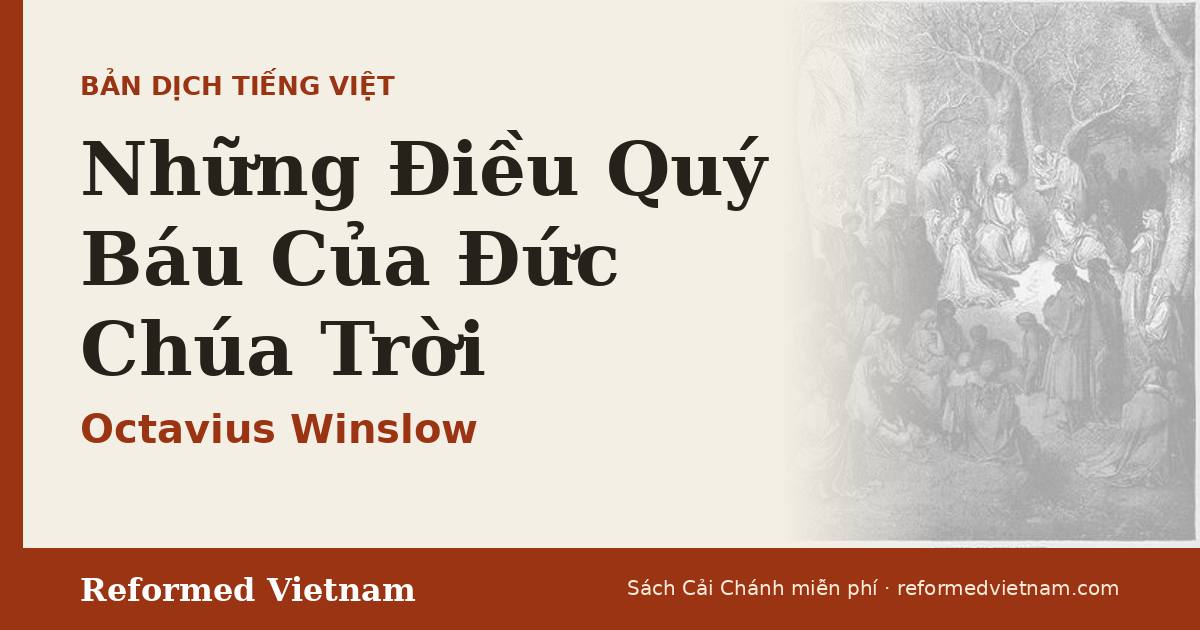 BẢN DỊCH TIẾNG VIỆT
Những Điều Quý
Báu Của Đức
Chúa Trời
Octavius Winslow
Reformed Vietnam
Sách Cải Chánh miễn phí · reformedvietnam.com